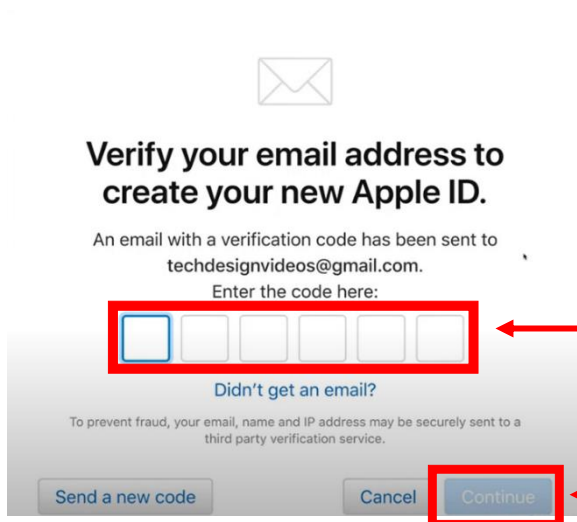 Verify your email address to
create your new Apple ID.
An email with a verification code has been sent to
techdesignvideos@gmail.com.
Enter the code here:
Didn't get an email?
To prevent fraud, your email, name and IP address may be securely sent to a
third party verification service.
Send a new code Cancel Continue